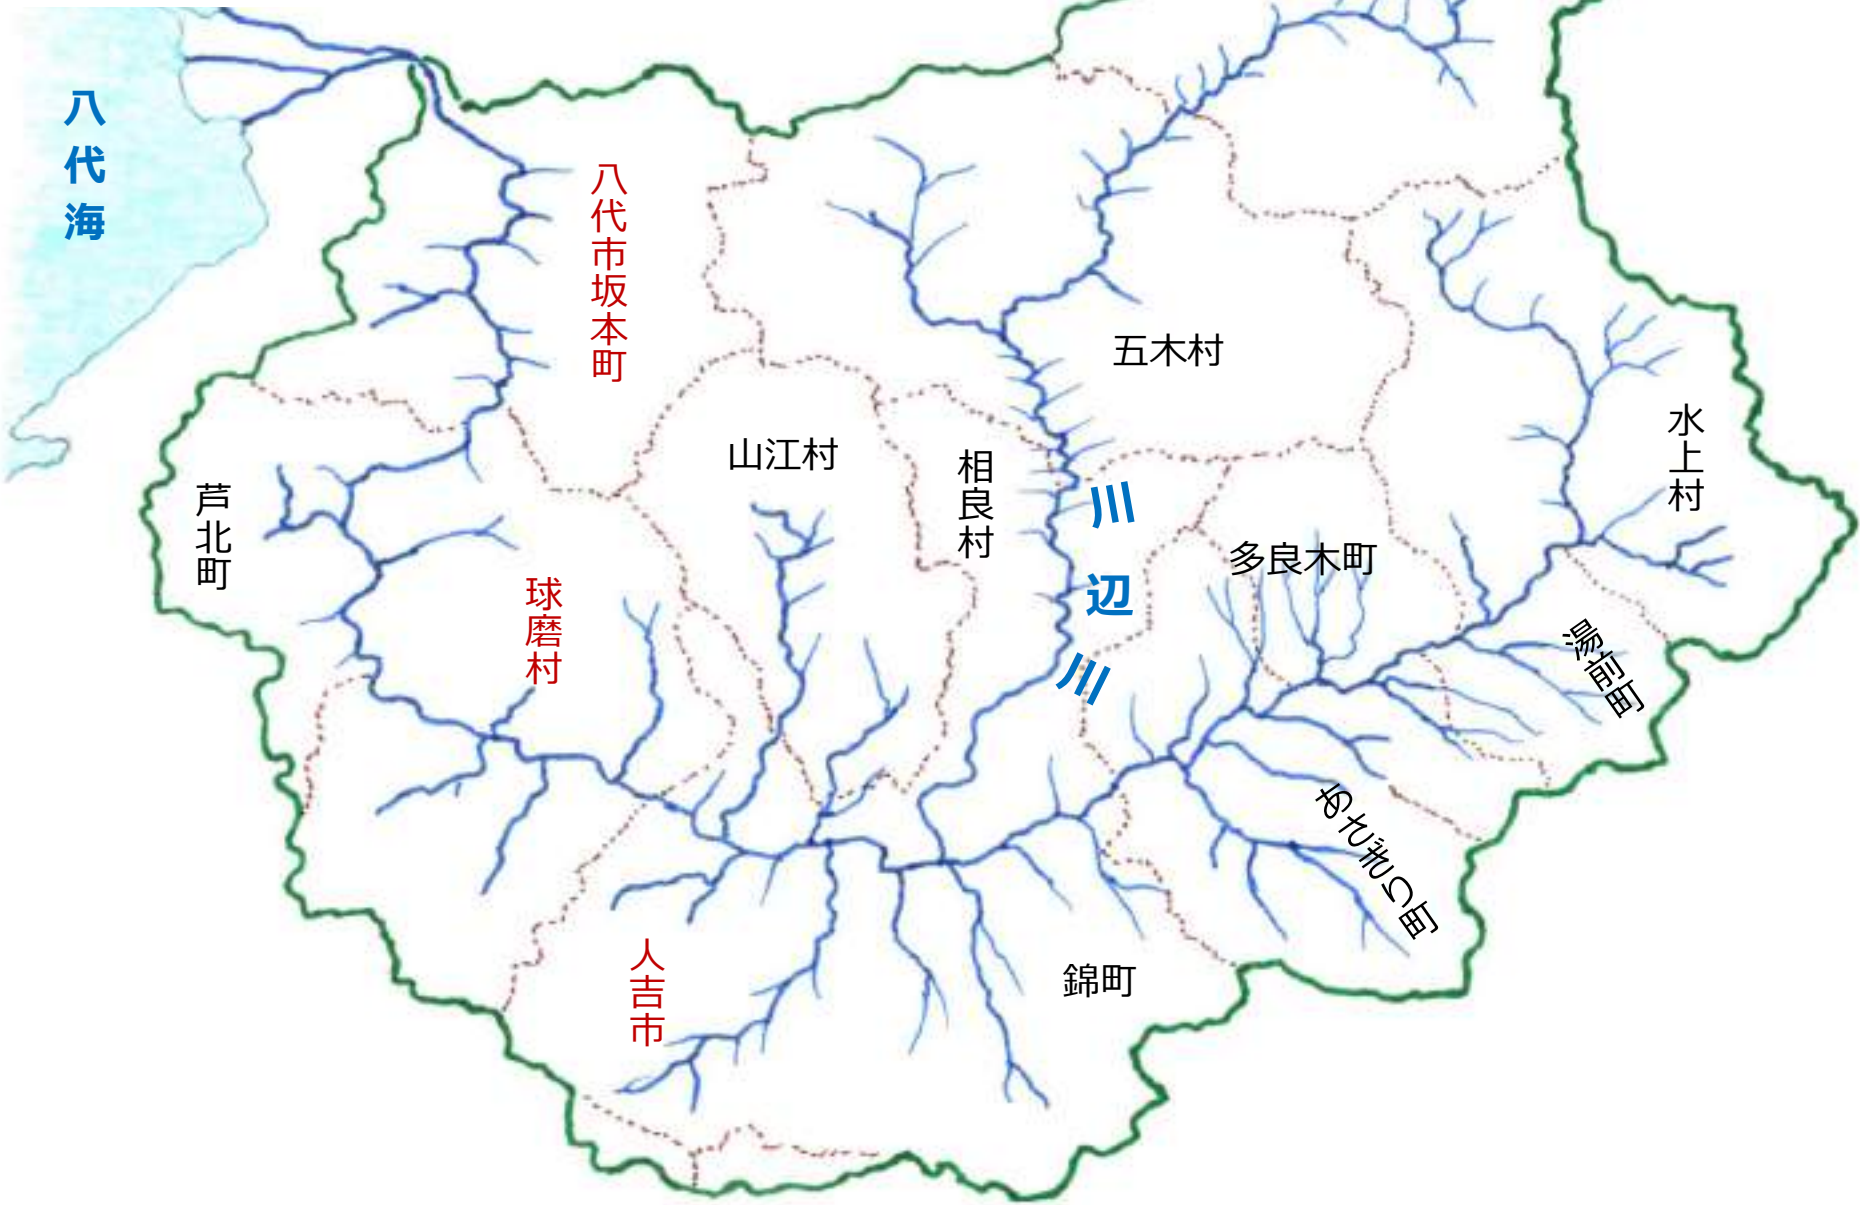 八代海
八代市坂本町
五木村
水上村
山江村
相良村
芦北町
川辺川
多良木町
球磨村
湯前町
あさぎり町
人吉市
錦町